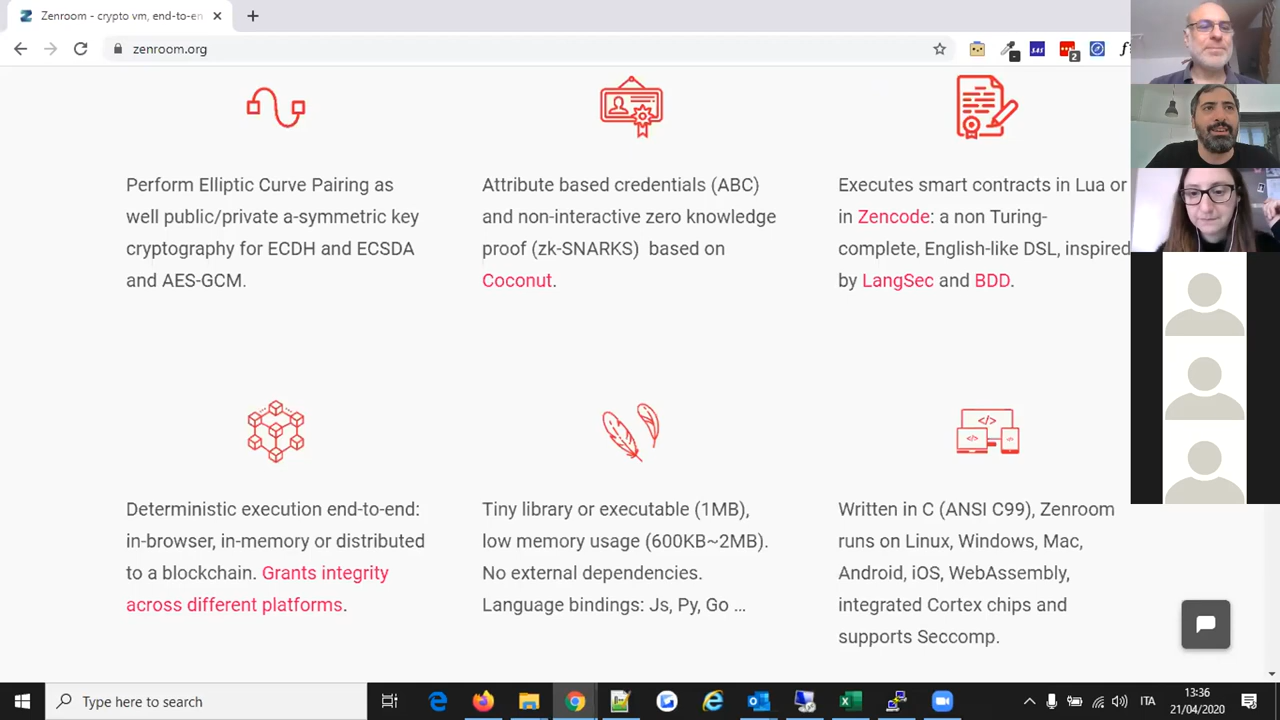 Zenroom - crypto vm, end-to-en
zenroom.org
2
Perform Elliptic Curve Pairing as
well public/private a-symmetric key
cryptography for ECDH and ECSDA
and AES-GCM.
Attribute based credentials (ABC)
and non-interactive zero knowledge
proof (zk-SNARKS) based on
Coconut.
Executes smart contracts in Lua or
in Zencode: a non Turing-
complete, English-like DSL, inspired
by LangSec and BDD.
Deterministic execution end-to-end:
in-browser, in-memory or distributed
to a blockchain. Grants integrity
across different platforms.
Tiny library or executable (1MB),
low memory usage (600KB~2MB).
No external dependencies.
Language bindings: Js, Py, Go ...
Written in C (ANSI C99), Zenroom
runs on Linux, Windows, Mac,
Android, iOS, WebAssembly,
integrated Cortex chips and
supports Seccomp.
Type here to search
ITA
13:36
21/04/2020